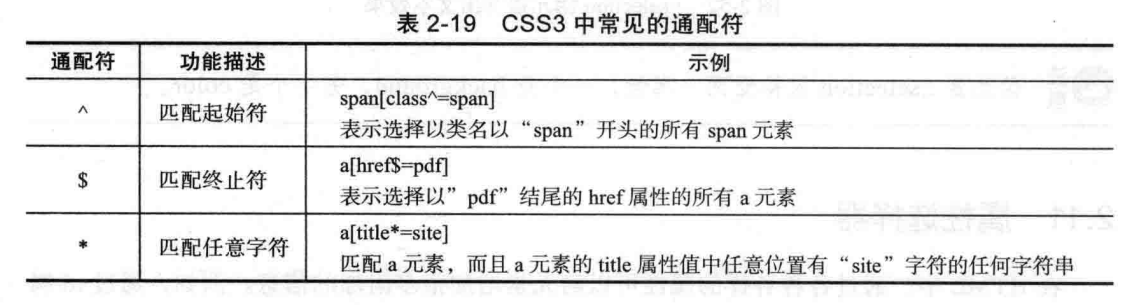 表 2-19 CSS3 中常见的通配符
通配符 功能描述 示例
^ 匹配起始符 span[class^=span]
表示选择以类名以“span”开头的所有 span 元素
$ 匹配终止符 a[href$=pdf]
表示选择以”pdf”结尾的 href 属性的所有 a 元素
* 匹配任意字符 a[title*=site]
匹配 a 元素，而且 a 元素的 title 属性值中任意位置有“site”字符的任何字符串